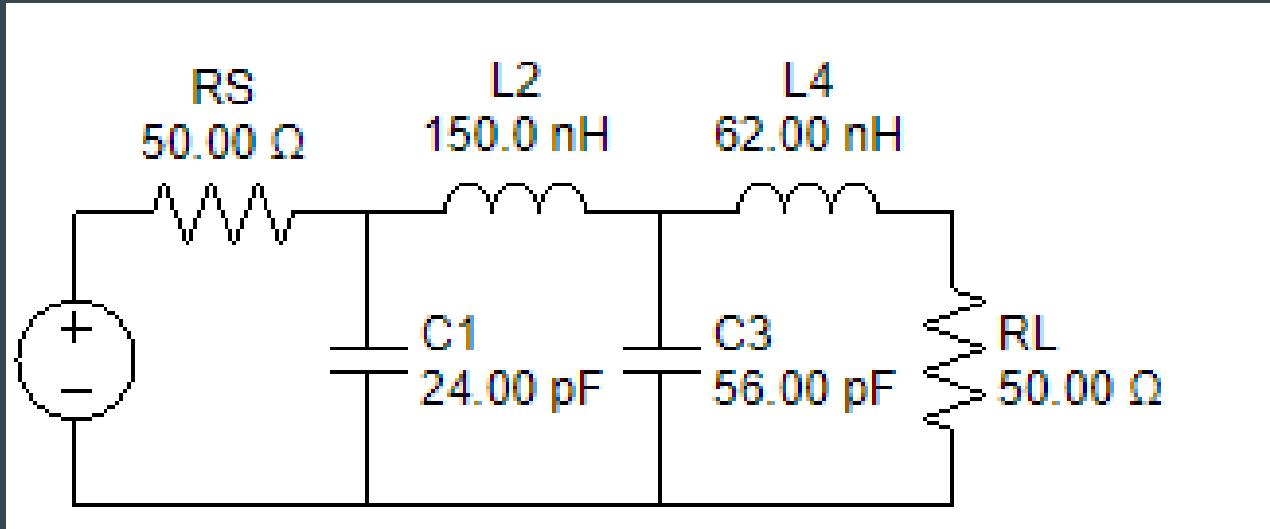 RS
50.00 Ω
L2
150.0 nH
L4
62.00 nH
+
−
C1
24.00 pF
C3
56.00 pF
RL
50.00 Ω